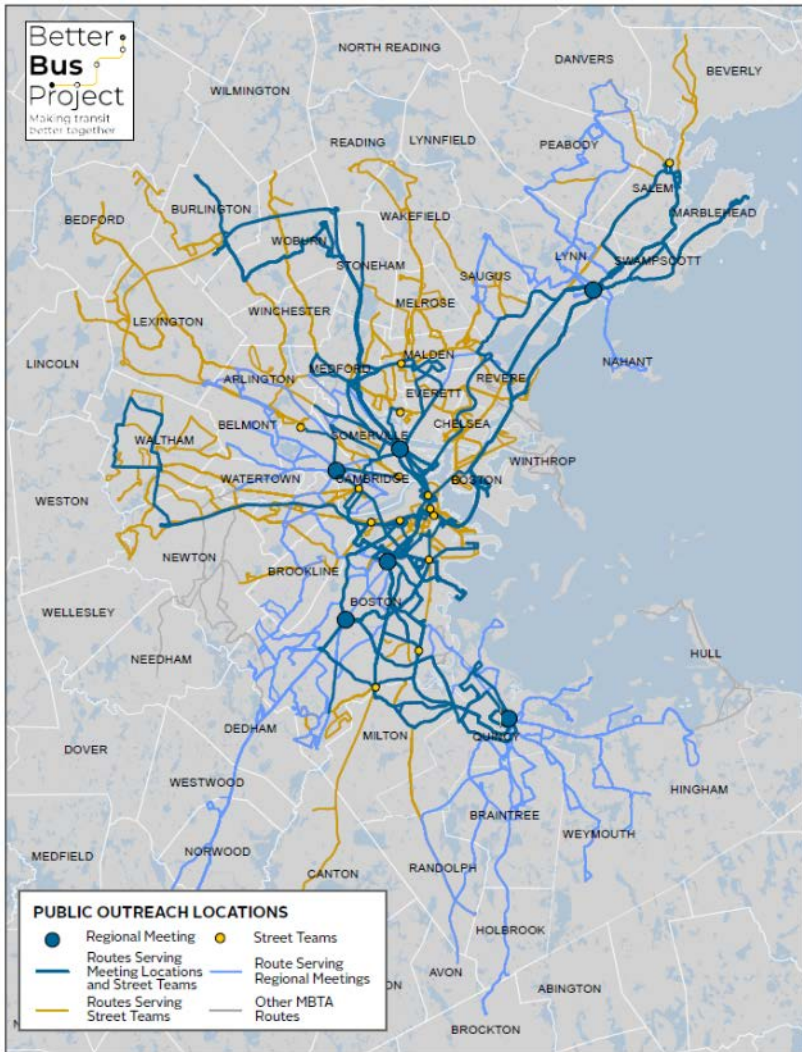 Better
Bus
Project
Making transit
better together
NORTH READING
DANVERS
BEVERLY
WILMINGTON
READING
LYNNFIELD
PEABODY
SALEM
BURLINGTON
WAKEFIELD
MARBLEHEAD
BEDFORD
WOBURN
LYNN
STONEHAM
SWAMPSCOTT
SAUGUS
MELROSE
WINCHESTER
LEXINGTON
MALDEN
NAHANT
LINCOLN
MEDFORD
REVERE
ARLINGTON
EVERETT
BELMONT
CHELSEA
SOMERVILLE
WALTHAM
WINTHROP
WATERTOWN
CAMBRIDGE
BOSTON
WESTON
NEWTON
BROOKLINE
BOSTON
WELLESLEY
NEEDHAM
HULL
DEDHAM
MILTON
QUINCY
DOVER
WESTWOOD
HINGHAM
BRAINTREE
WEYMOUTH
MEDFIELD
NORWOOD
RANDOLPH
CANTON
HOLBROOK
AVON
ABINGTON
BROCKTON
PUBLIC OUTREACH LOCATIONS
Regional Meeting
Street Teams
Routes Serving
Meeting Locations
and Street Teams
Route Serving
Regional Meetings
Routes Serving
Street Teams
Other MBTA
Routes